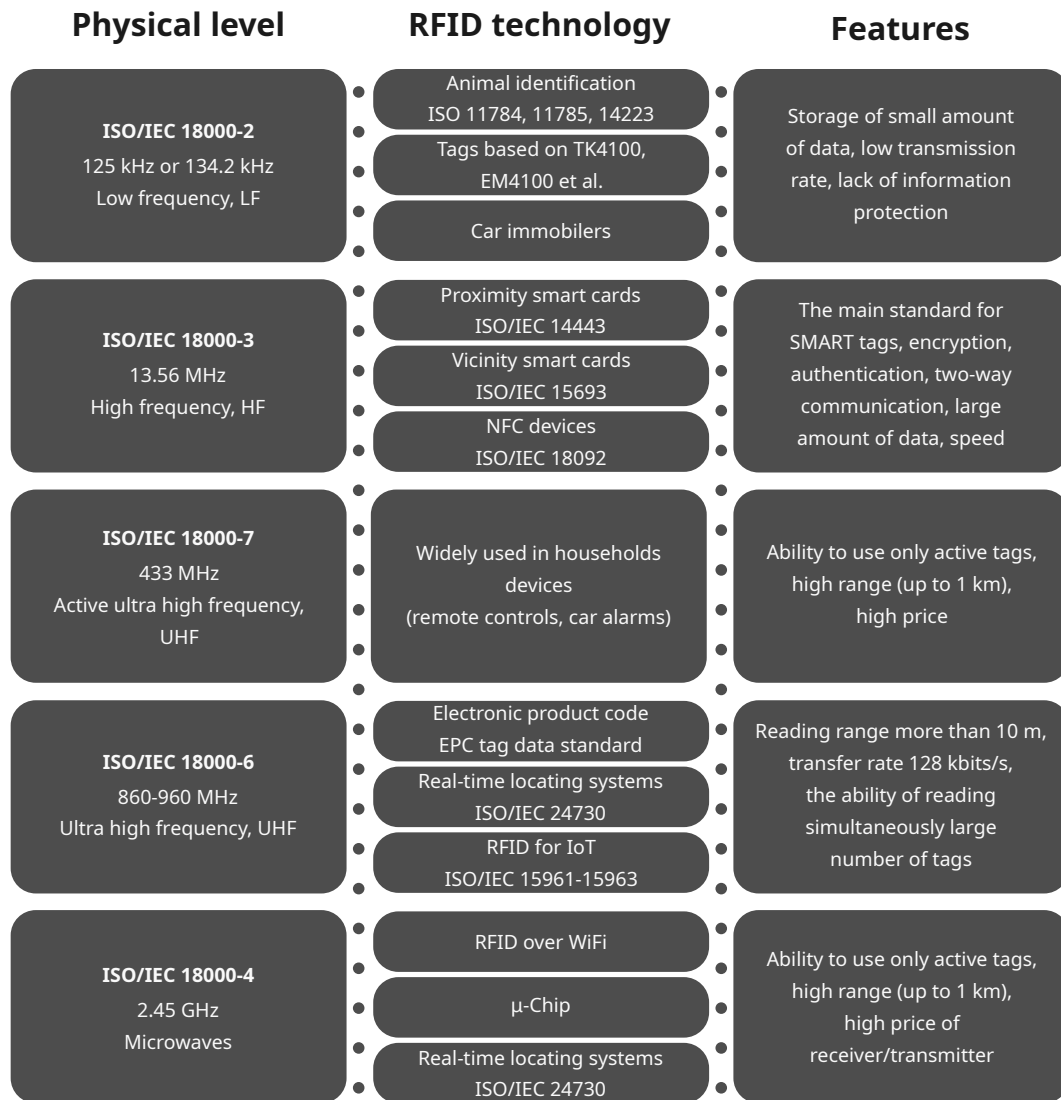 Physical level
RFID technology
Features
ISO/IEC 18000-2
125 kHz or 134.2 kHz
Low frequency, LF
Animal identification
ISO 11784, 11785, 14223
Tags based on TK4100,
EM4100 et al.
Car immobilers
Storage of small amount
of data, low transmission
rate, lack of information
protection
ISO/IEC 18000-3
13.56 MHz
High frequency, HF
Proximity smart cards
ISO/IEC 14443
Vicinity smart cards
ISO/IEC 15693
NFC devices
ISO/IEC 18092
The main standard for
SMART tags, encryption,
authentication, two-way
communication, large
amount of data, speed
ISO/IEC 18000-7
433 MHz
Active ultra high frequency,
UHF
Widely used in households
devices
(remote controls, car alarms)
Ability to use only active tags,
high range (up to 1 km),
high price
ISO/IEC 18000-6
860-960 MHz
Ultra high frequency, UHF
Electronic product code
EPC tag data standard
Real-time locating systems
ISO/IEC 24730
RFID for IoT
ISO/IEC 15961-15963
Reading range more than 10 m,
transfer rate 128 kbits/s,
the ability of reading
simultaneously large
number of tags
ISO/IEC 18000-4
2.45 GHz
Microwaves
RFID over WiFi
µ-Chip
Real-time locating systems
ISO/IEC 24730
Ability to use only active tags,
high range (up to 1 km),
high price of
receiver/transmitter